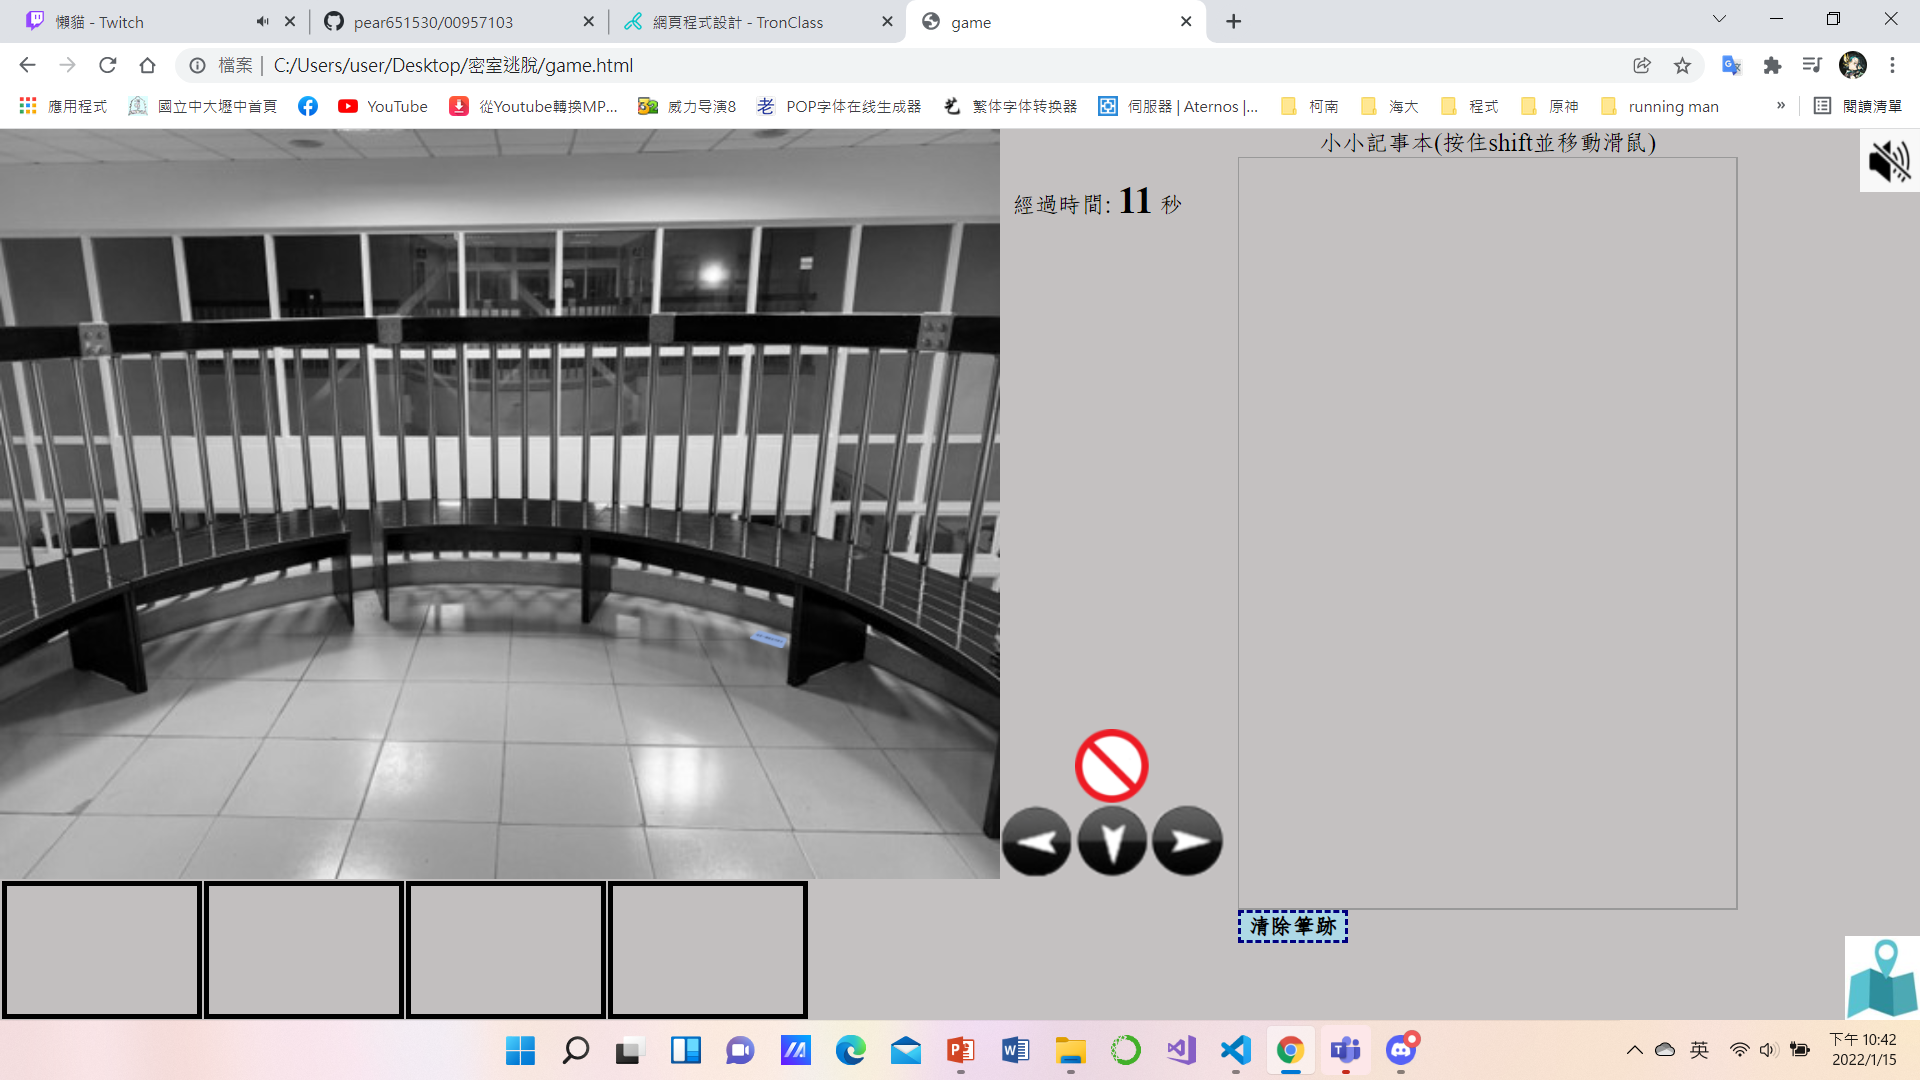 懶貓 - Twitch
pear651530/00957103
網頁程式設計 - TronClass
game
檔案
C:/Users/user/Desktop/密室逃脫/game.html
應用程式
國立中大壢中首頁
YouTube
從Youtube轉換MP...
威力导演8
POP字体在线生成器
繁体字体转换器
伺服器 | Aternos |...
柯南
海大
程式
原神
running man
»
閱讀清單
小小記事本(按住shift並移動滑鼠)
經過時間: 11 秒
清除筆跡
英
下午 10:42
2022/1/15